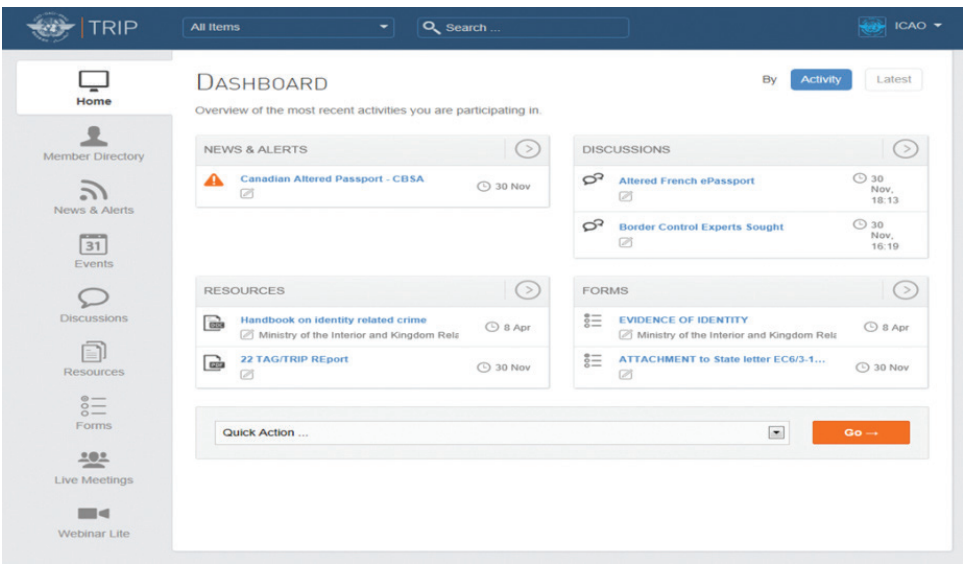 TRIP
All Items
Search ...
ICAO
Home
Member Directory
News & Alerts
31
Events
Discussions
Resources
Forms
Live Meetings
Webinar Lite
DASHBOARD
By Activity Latest
Overview of the most recent activities you are participating in.
NEWS & ALERTS
Canadian Altered Passport - CBSA
30 Nov
DISCUSSIONS
Altered French ePassport
30
Nov,
18:13
Border Control Experts Sought
30
Nov,
16:19
RESOURCES
DOC
Handbook on identity related crime
Ministry of the Interior and Kingdom Rela
8 Apr
PDF
22 TAG/TRIP REport
30 Nov
FORMS
EVIDENCE OF IDENTITY
Ministry of the Interior and Kingdom Rela
8 Apr
ATTACHMENT to State letter EC6/3-1...
30 Nov
Quick Action ...
Go →